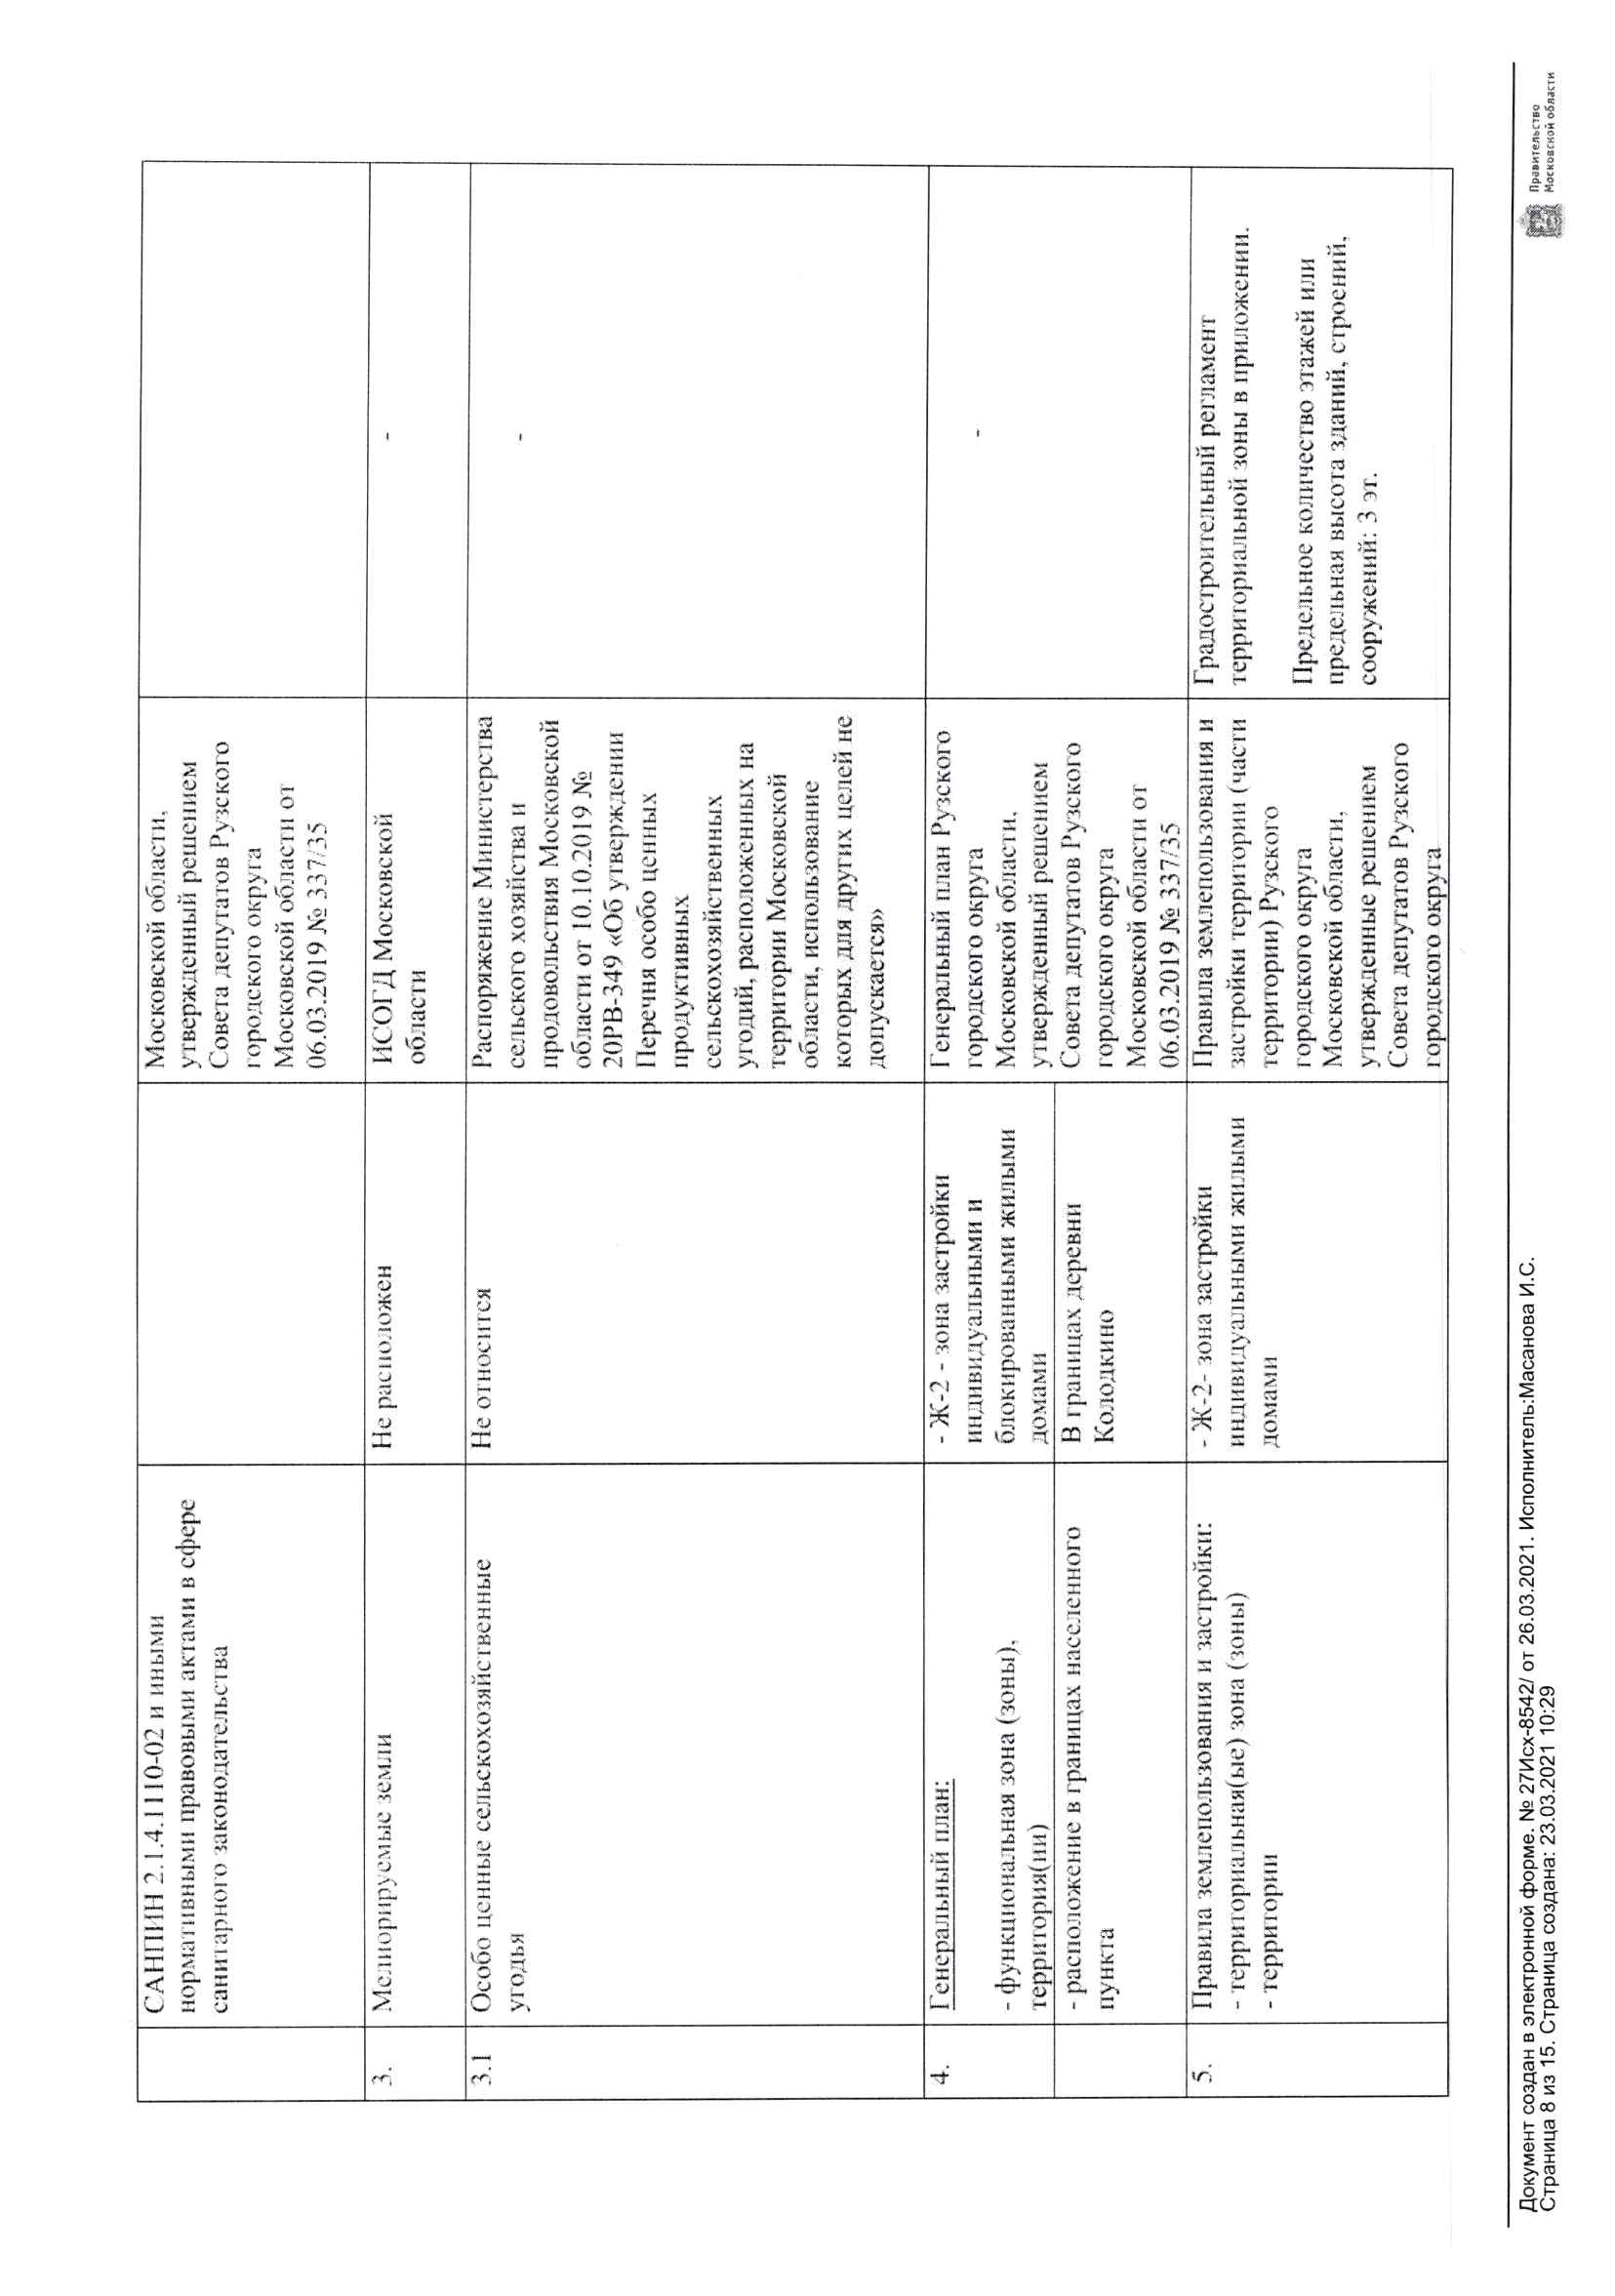 САНПИН 2.1.4.1110-02 и иными
нормативными правовыми актами в сфере
санитарного законодательства
Московской области,
утвержденный решением
Совета депутатов Рузского
городского округа
Московской области от
06.03.2019 № 337/35
3.
Мелиорируемые земли
Не расположен
ИСОГД Московской
области
-
3.1
Особо ценные сельскохозяйственные
угодья
Не относится
Распоряжение Министерства
сельского хозяйства и
продовольствия Московской
области от 10.10.2019 №
20РВ-349 «Об утверждении
Перечня особо ценных
продуктивных
сельскохозяйственных
угодий, расположенных на
территории Московской
области, использование
которых для других целей не
допускается»
-
4.
Генеральный план:
- функциональная зона (зоны),
территория(ии)
- Ж-2 - зона застройки
индивидуальными и
блокированными жилыми
домами
- расположение в границах населенного
пункта
В границах деревни
Колодкино
Генеральный план Рузского
городского округа
Московской области,
утвержденный решением
Совета депутатов Рузского
городского округа
Московской области от
06.03.2019 № 337/35
-
5.
Правила землепользования и застройки:
- территориальная(ые) зона (зоны)
- территории
- Ж-2- зона застройки
индивидуальными жилыми
домами
Правила землепользования и
застройки территории (части
территории) Рузского
городского округа
Московской области,
утвержденные решением
Совета депутатов Рузского
городского округа
Градостроительный регламент
территориальной зоны в приложении.
Предельное количество этажей или
предельная высота зданий, строений,
сооружений: 3 эт.
Документ создан в электронной форме. № 27Исх-8542/ от 26.03.2021. Исполнитель:Масанова И.С.
Страница 8 из 15. Страница создана: 23.03.2021 10:29
Правительство
Московской области